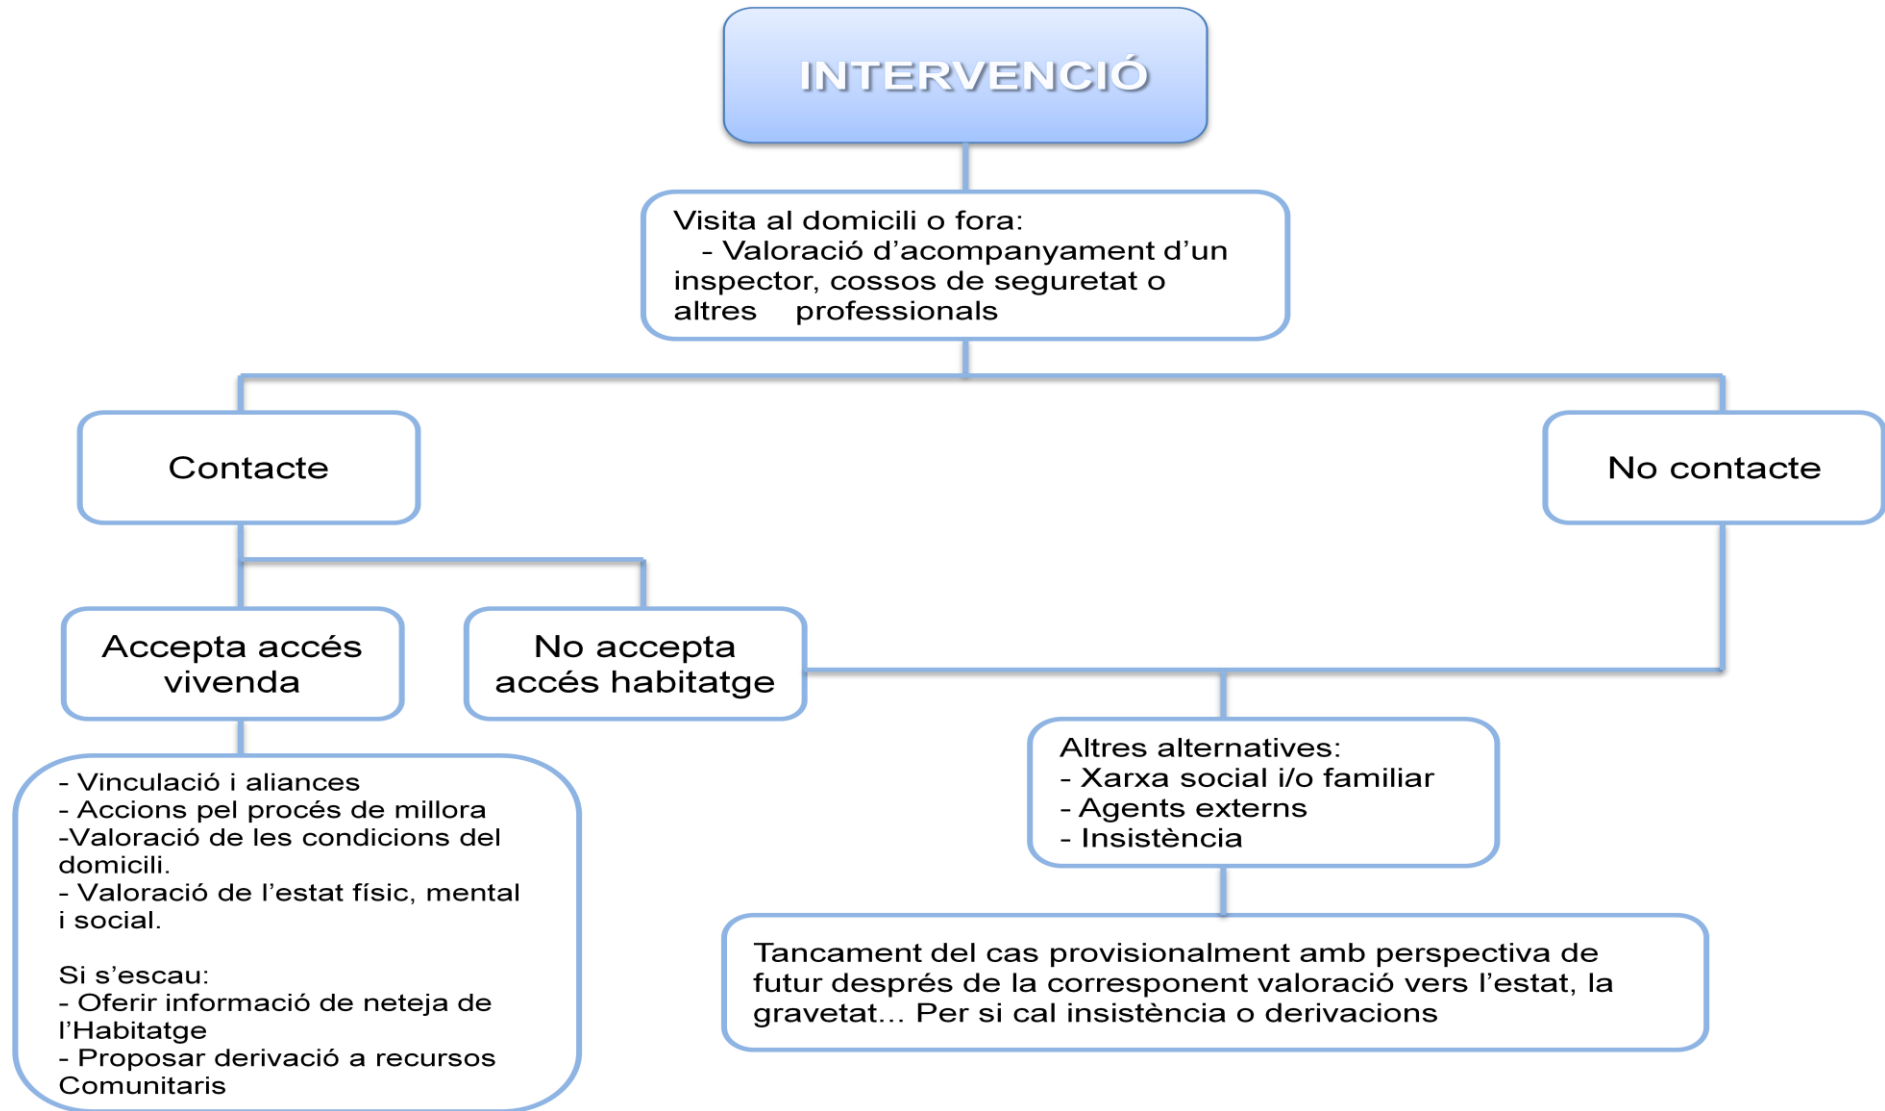 INTERVENCIÓ
Visita al domicili o fora:
- Valoració d’acompanyament d’un
inspector, cossos de seguretat o
altres professionals
Contacte
No contacte
Accepta accés
vivenda
No accepta
accés habitatge
- Vinculació i aliances
- Accions pel procés de millora
-Valoració de les condicions del
domicili.
- Valoració de l’estat físic, mental
i social.
Si s’escau:
- Oferir informació de neteja de
l’Habitatge
- Proposar derivació a recursos
Comunitaris
Altres alternatives:
- Xarxa social i/o familiar
- Agents externs
- Insistència
Tancament del cas provisionalment amb perspectiva de
futur després de la corresponent valoració vers l’estat, la
gravetat... Per si cal insistència o derivacions